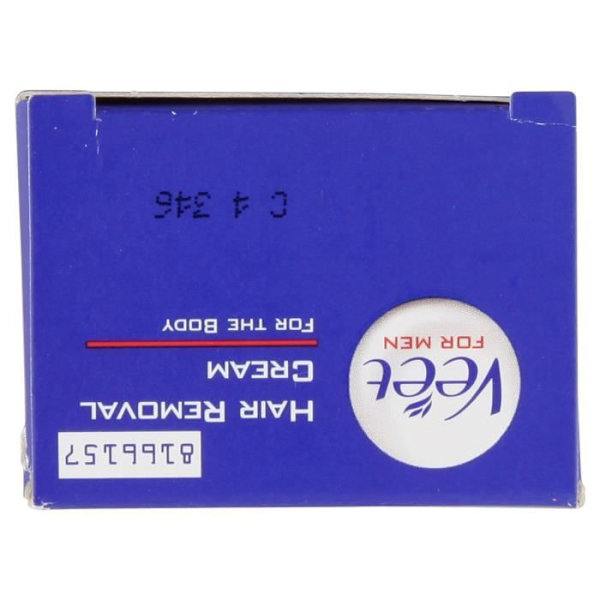 8166157
Veet
FOR MEN
HAIR REMOVAL
CREAM
FOR THE BODY
C 4 346